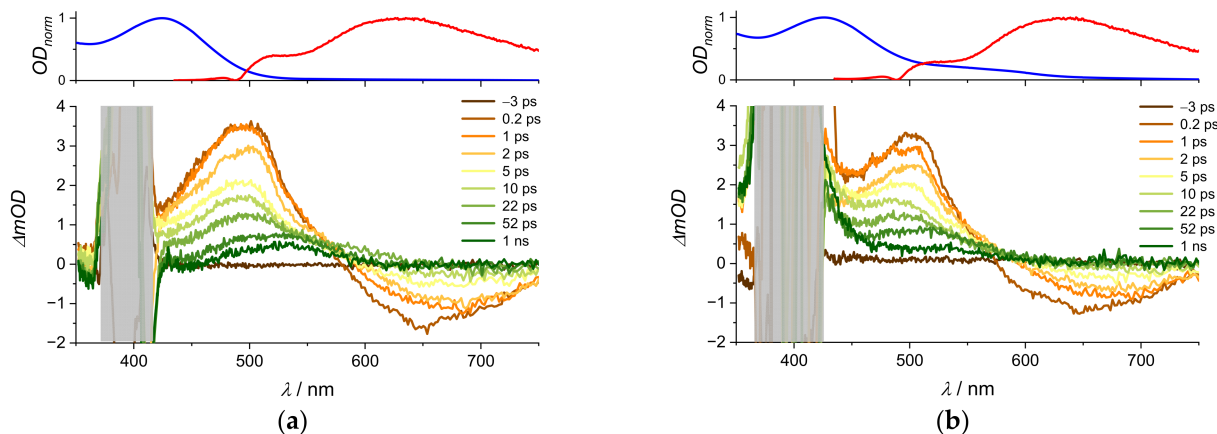 ODnorm
1
0
4
3
2
1
0
−1
−2
ΔmOD
400 500 600 700
λ / nm
−3 ps
0.2 ps
1 ps
2 ps
5 ps
10 ps
22 ps
52 ps
1 ns
(a)
ODnorm
1
0
4
3
2
1
0
−1
−2
ΔmOD
400 500 600 700
λ / nm
−3 ps
0.2 ps
1 ps
2 ps
5 ps
10 ps
22 ps
52 ps
1 ns
(b)